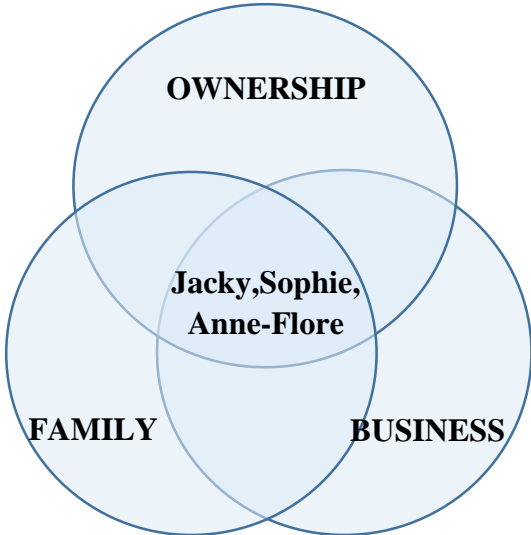 OWNERSHIP
Jacky,Sophie,
Anne-Flore
FAMILY
BUSINESS